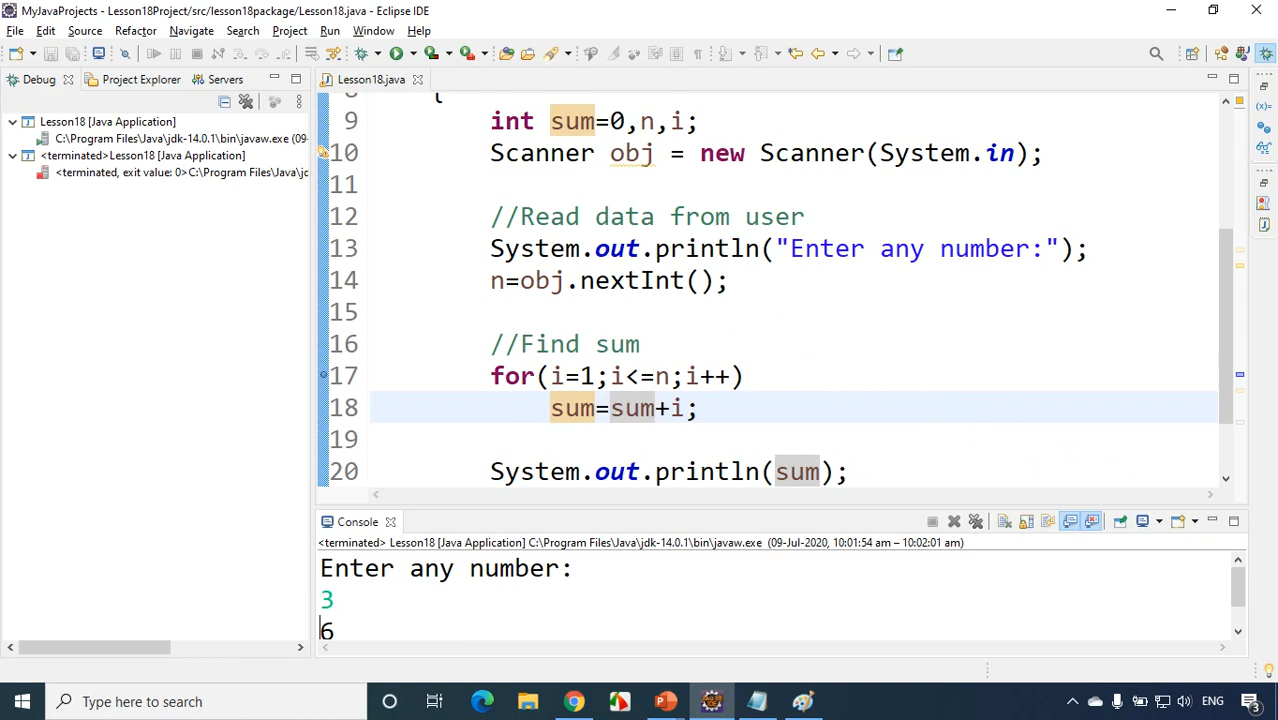 MyJavaProjects - Lesson18Project/src/lesson18package/Lesson18.java - Eclipse IDE
File Edit Source Refactor Navigate Search Project Run Window Help
Debug Project Explorer Servers
Lesson18 [Java Application]
C:\Program Files\Java\jdk-14.0.1\bin\javaw.exe (09-
<terminated>Lesson18 [Java Application]
<terminated, exit value: 0>C:\Program Files\Java\jd
Lesson18.java
8 {
9 int sum=0,n,i;
10 Scanner obj = new Scanner(System.in);
11
12 //Read data from user
13 System.out.println("Enter any number:");
14 n=obj.nextInt();
15
16 //Find sum
17 for(i=1;i<=n;i++)
18 sum=sum+i;
19
20 System.out.println(sum);
Console
<terminated> Lesson18 [Java Application] C:\Program Files\Java\jdk-14.0.1\bin\javaw.exe (09-Jul-2020, 10:01:54 am – 10:02:01 am)
Enter any number:
3
6
Type here to search
ENG
3